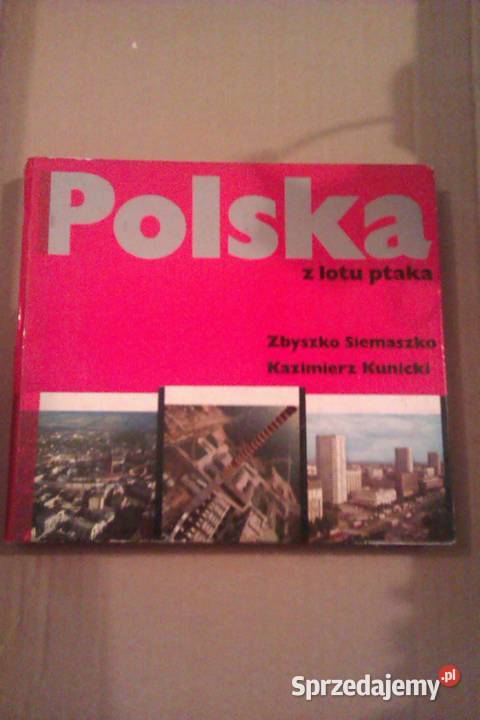 Polska
z lotu ptaka
Zbyszko Siemaszko
Kazimierz Kunicki
Sprzedajemy.pl